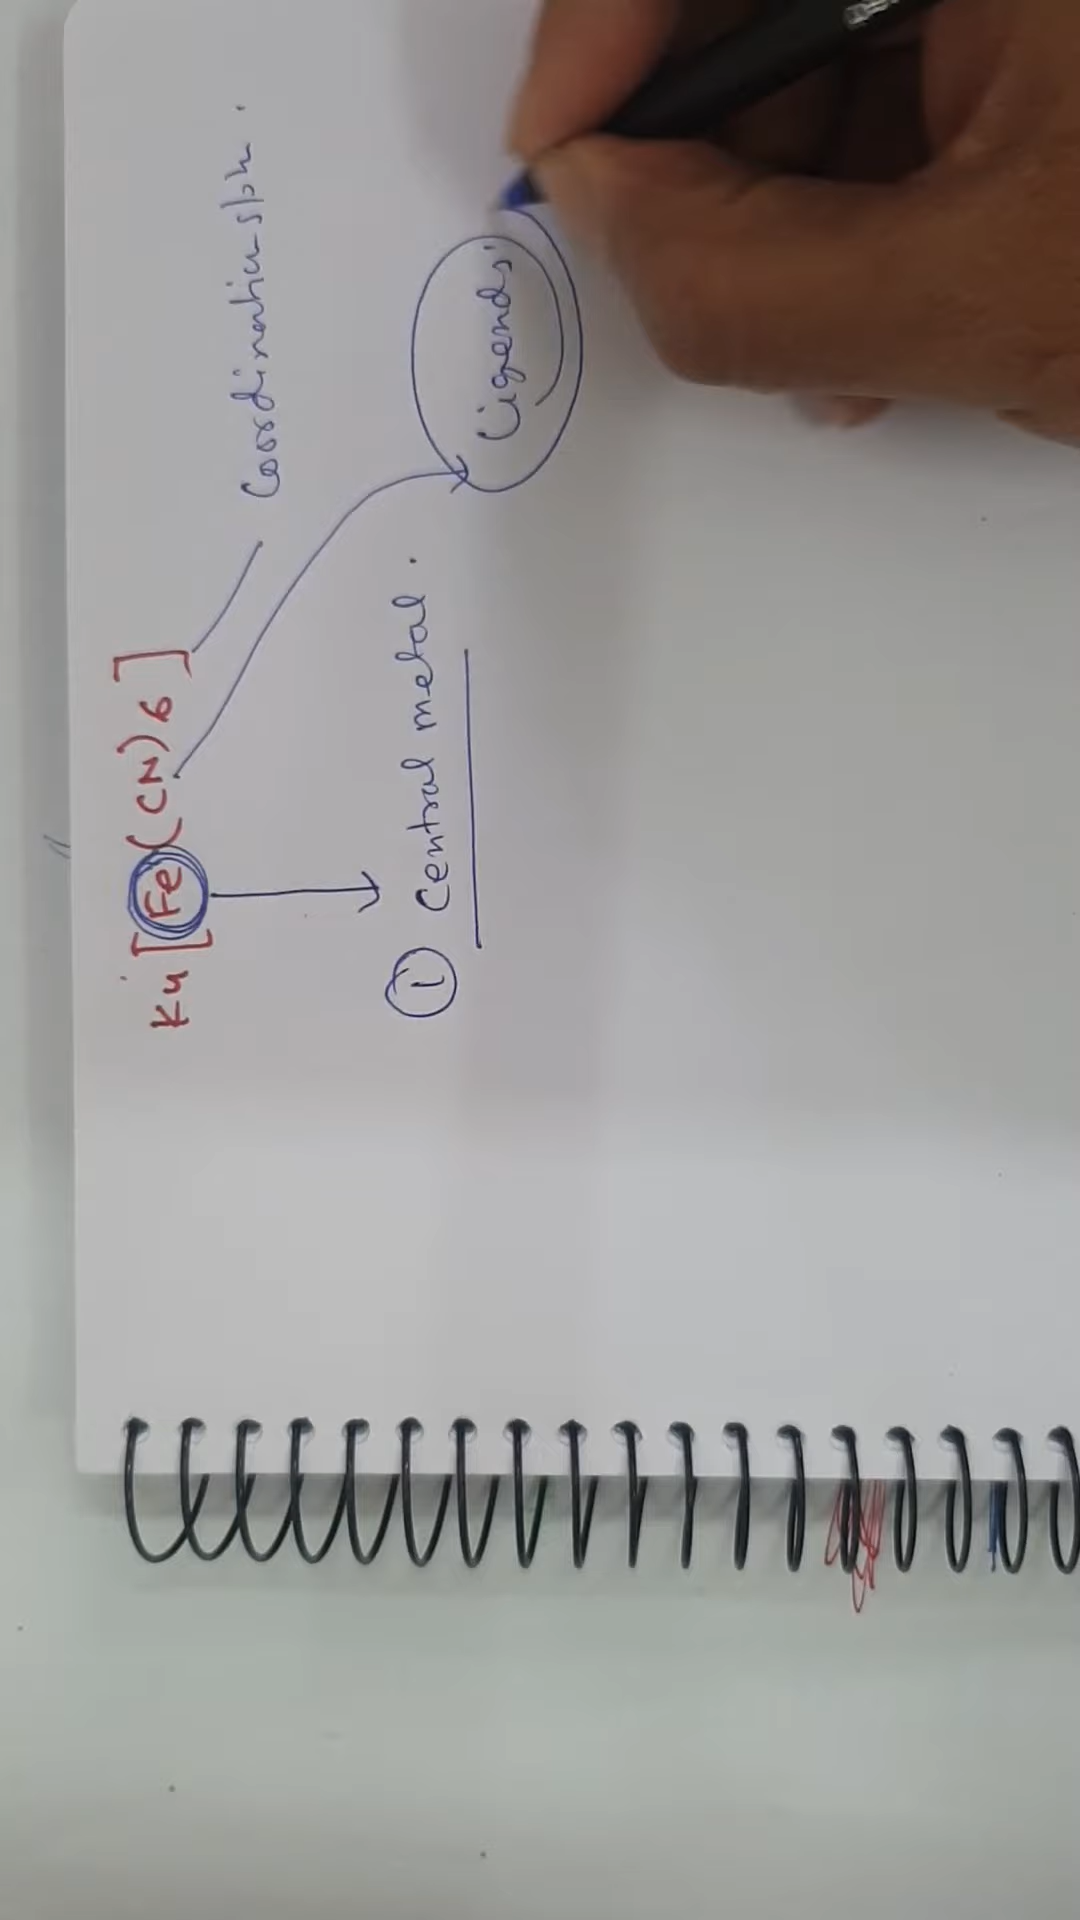 K4[Fe(CN)6]
Coordination sph.
① Central metal.
Ligands.